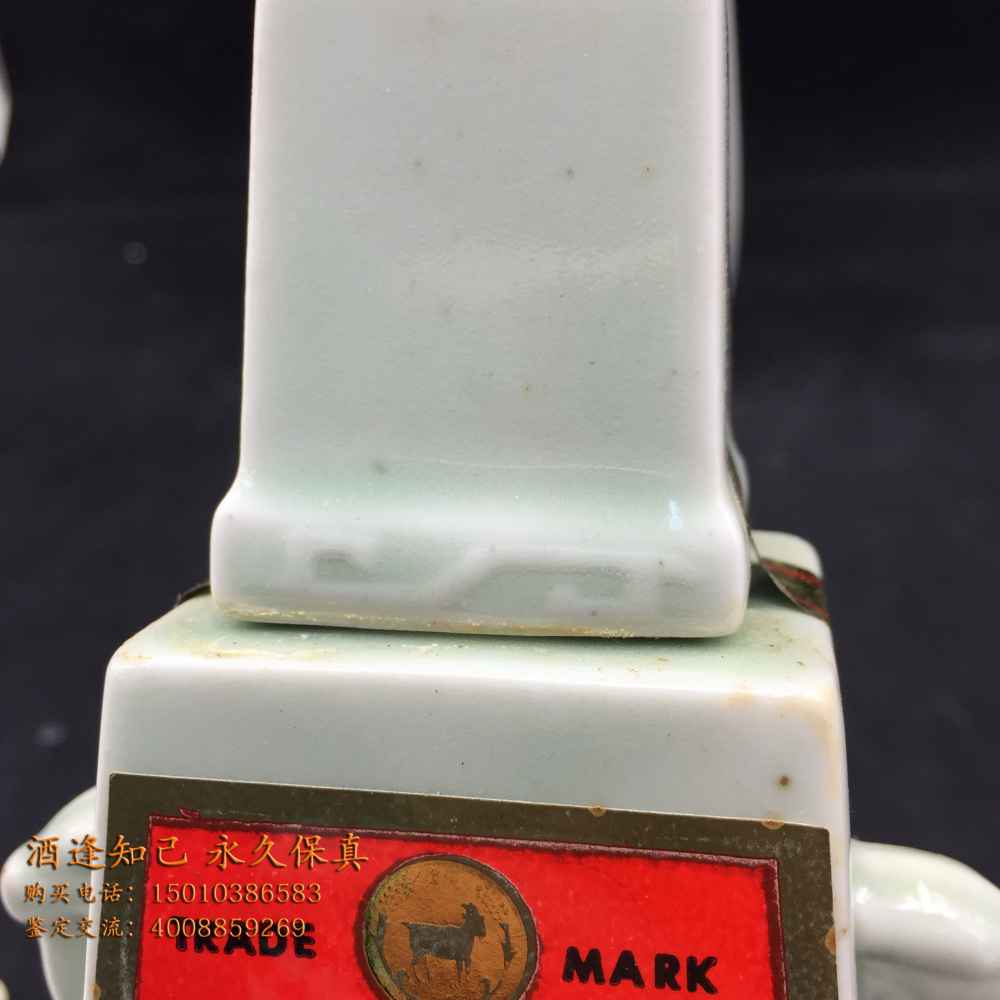 酒逢知己 永久保真
购买电话：15010386583
鉴定交流：4008859269
TRADE MARK